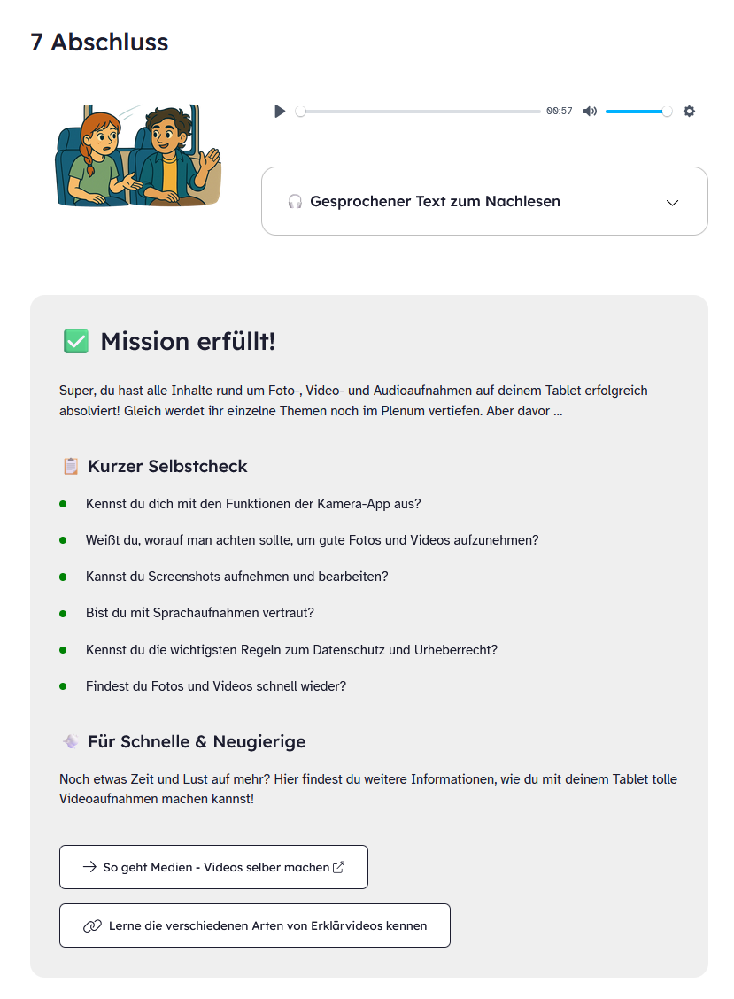 7 Abschluss
00:57
Gesprochener Text zum Nachlesen
Mission erfüllt!
Super, du hast alle Inhalte rund um Foto-, Video- und Audioaufnahmen auf deinem Tablet erfolgreich
absolviert! Gleich werdet ihr einzelne Themen noch im Plenum vertiefen. Aber davor ...
Kurzer Selbstcheck
Kennst du dich mit den Funktionen der Kamera-App aus?
Weißt du, worauf man achten sollte, um gute Fotos und Videos aufzunehmen?
Kannst du Screenshots aufnehmen und bearbeiten?
Bist du mit Sprachaufnahmen vertraut?
Kennst du die wichtigsten Regeln zum Datenschutz und Urheberrecht?
Findest du Fotos und Videos schnell wieder?
Für Schnelle & Neugierige
Noch etwas Zeit und Lust auf mehr? Hier findest du weitere Informationen, wie du mit deinem Tablet tolle
Videoaufnahmen machen kannst!
So geht Medien - Videos selber machen
Lerne die verschiedenen Arten von Erklärvideos kennen